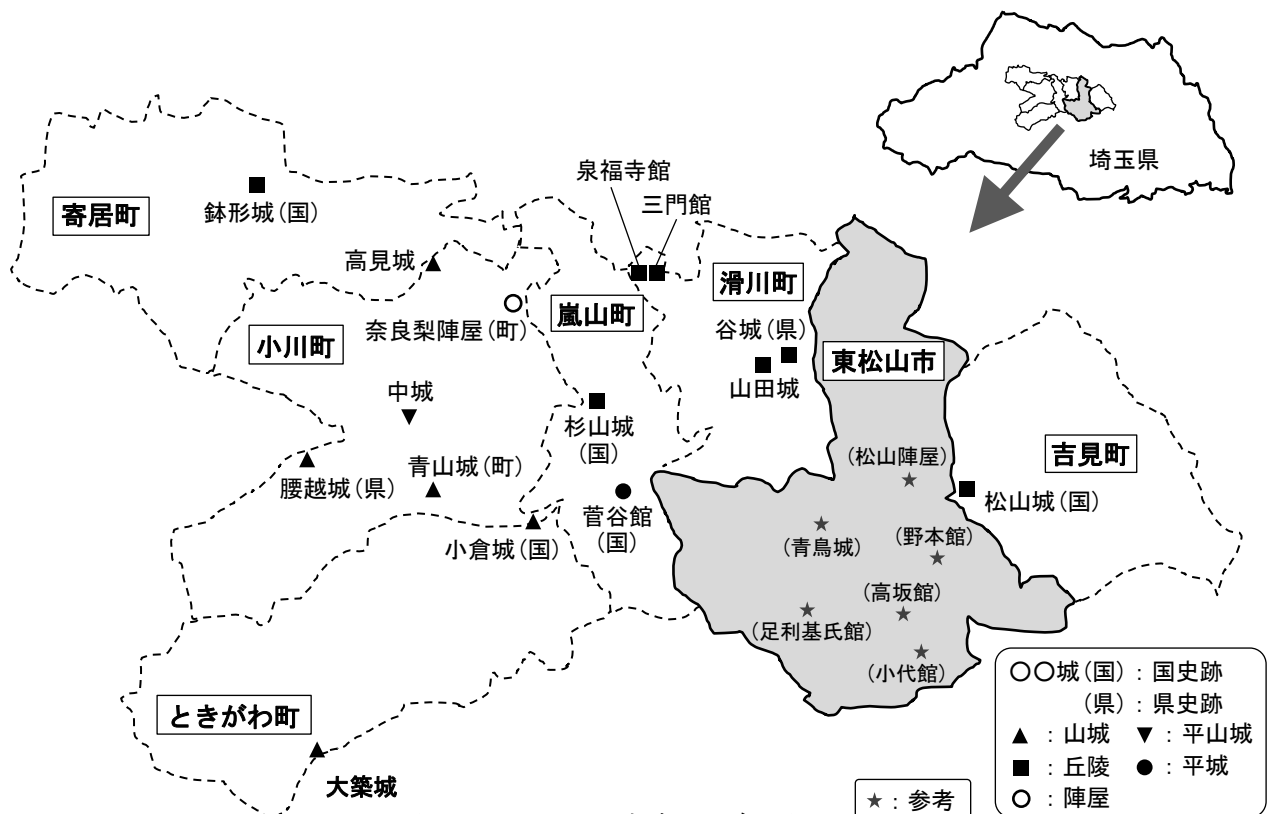 埼玉県
泉福寺館
三門館
寄居町
鉢形城(国)
高見城
嵐山町
滑川町
奈良梨陣屋(町)
小川町
谷城(県)
山田城
東松山市
中城
杉山城
(国)
吉見町
(松山陣屋)
青山城(町)
腰越城(県)
松山城(国)
菅谷館
(国)
小倉城(国)
(青鳥城)
(野本館)
(高坂館)
(足利基氏館)
(小代館)
ときがわ町
大築城
○○城(国):国史跡
(県):県史跡
▲:山城 ▼:平山城
■:丘陵 ●:平城
○:陣屋
★:参考